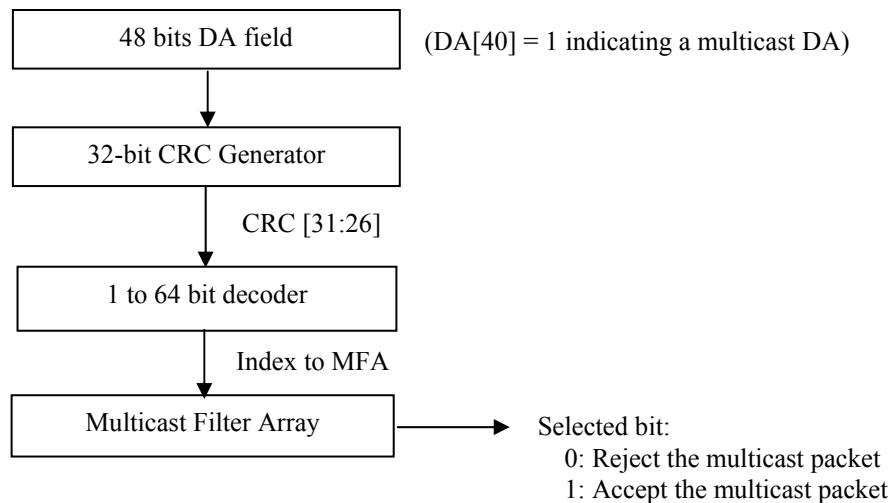 48 bits DA field
(DA[40] = 1 indicating a multicast DA)
32-bit CRC Generator
CRC [31:26]
1 to 64 bit decoder
Index to MFA
Multicast Filter Array
Selected bit:
0: Reject the multicast packet
1: Accept the multicast packet